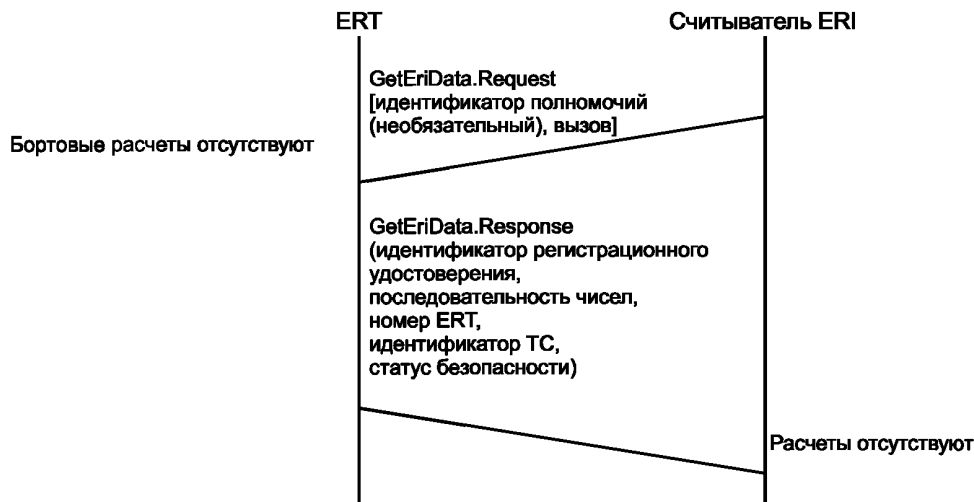 ERT
Считыватель ERI
GetEriData.Request
[идентификатор полномочий
(необязательный), вызов]
Бортовые расчеты отсутствуют
GetEriData.Response
(идентификатор регистрационного
удостоверения,
последовательность чисел,
номер ERT,
идентификатор ТС,
статус безопасности)
Расчеты отсутствуют